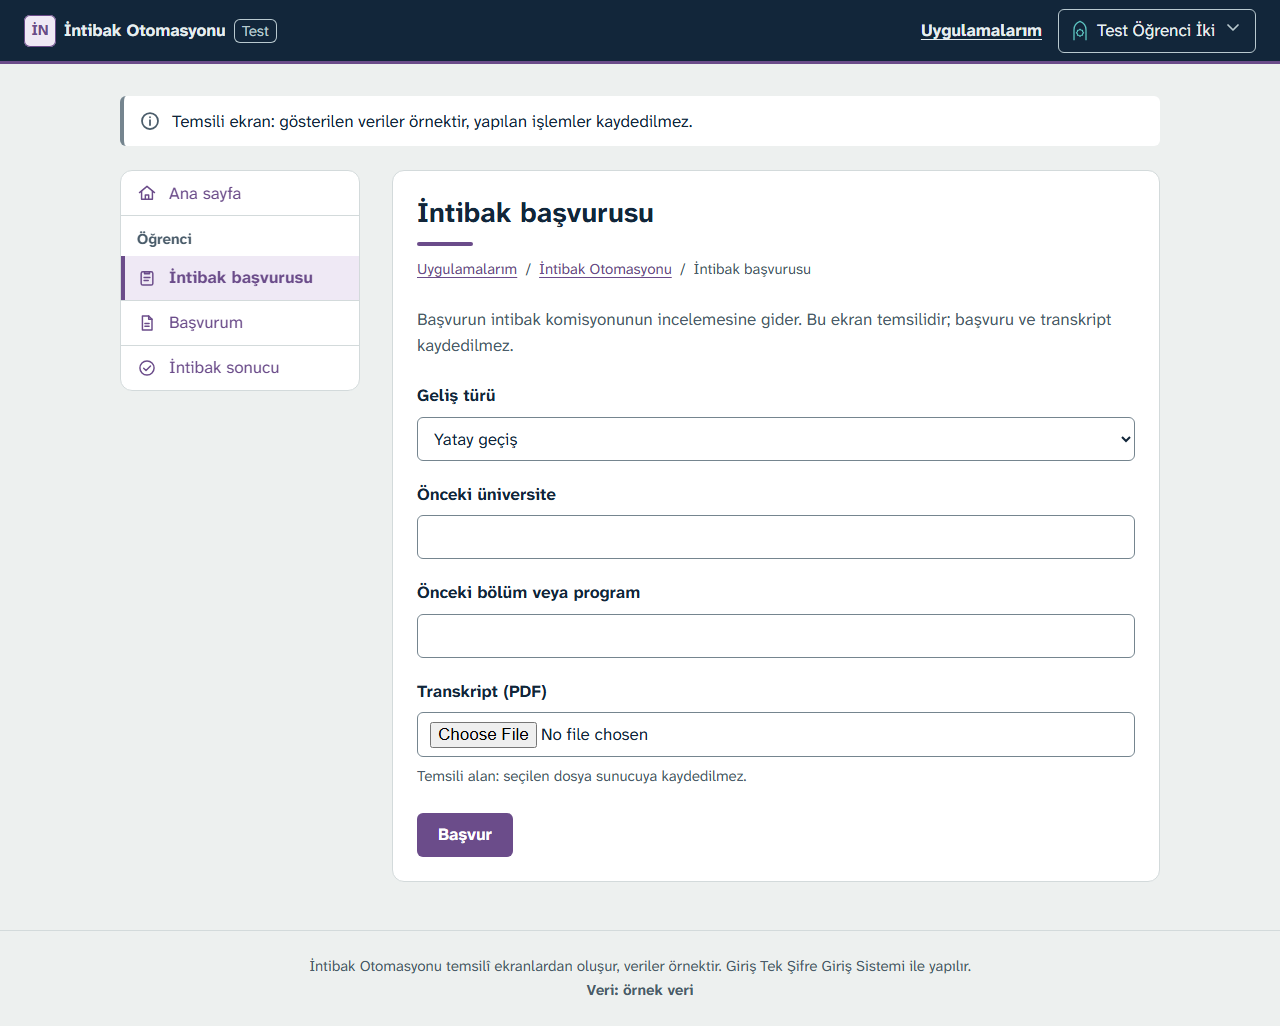 İN İntibak Otomasyonu Test
Uygulamalarım
Test Öğrenci İki
Temsili ekran: gösterilen veriler örnektir, yapılan işlemler kaydedilmez.
Ana sayfa
Öğrenci
İntibak başvurusu
Başvurum
İntibak sonucu
İntibak başvurusu
Uygulamalarım / İntibak Otomasyonu / İntibak başvurusu
Başvurun intibak komisyonunun incelemesine gider. Bu ekran temsilidir; başvuru ve transkript
kaydedilmez.
Geliş türü
Yatay geçiş
Önceki üniversite
Önceki bölüm veya program
Transkript (PDF)
Choose File No file chosen
Temsili alan: seçilen dosya sunucuya kaydedilmez.
Başvur
İntibak Otomasyonu temsilî ekranlardan oluşur, veriler örnektir. Giriş Tek Şifre Giriş Sistemi ile yapılır.
Veri: örnek veri